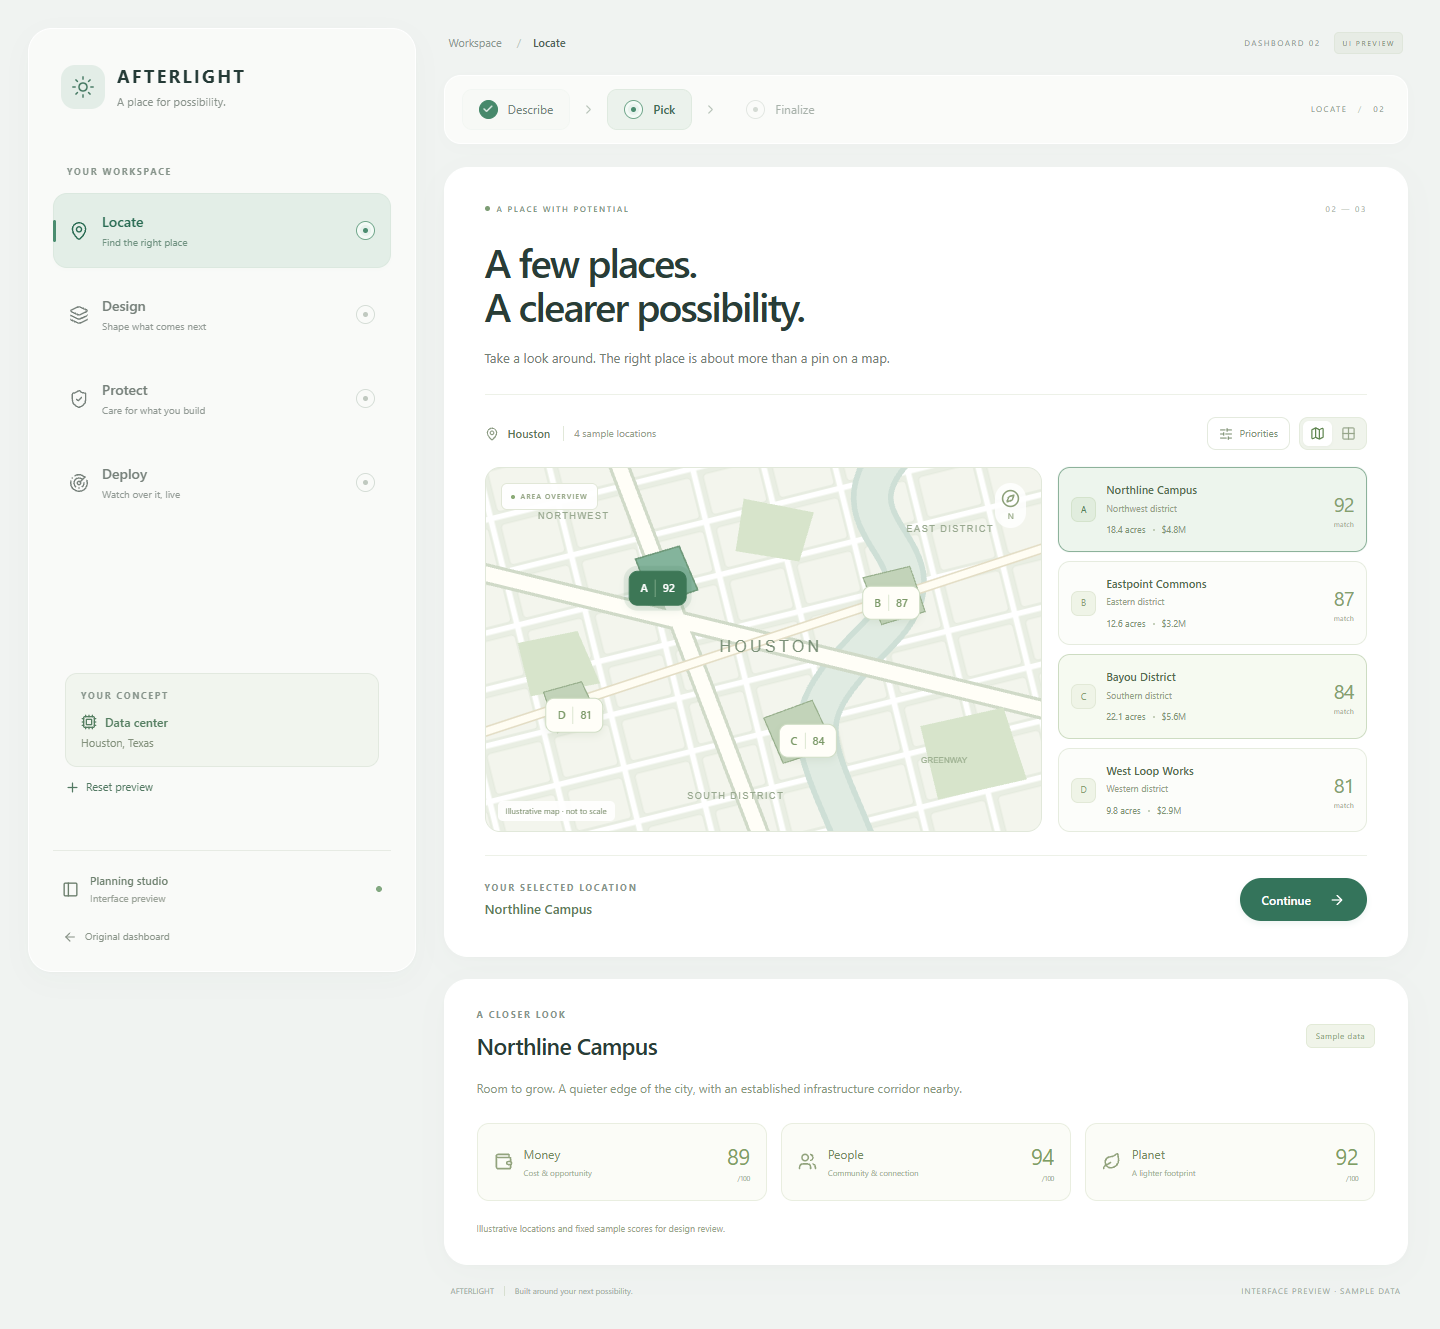 AFTERLIGHT
A place for possibility.
YOUR WORKSPACE
Locate
Find the right place
Design
Shape what comes next
Protect
Care for what you build
Deploy
Watch over it, live
YOUR CONCEPT
Data center
Houston, Texas
Reset preview
Planning studio
Interface preview
Original dashboard
Workspace / Locate
DASHBOARD 02
UI PREVIEW
Describe
Pick
Finalize
LOCATE / 02
A PLACE WITH POTENTIAL
02 — 03
A few places.
A clearer possibility.
Take a look around. The right place is about more than a pin on a map.
Houston
4 sample locations
Priorities
AREA OVERVIEW
NORTHWEST
EAST DISTRICT
N
A 92
B 87
HOUSTON
D 81
C 84
GREENWAY
SOUTH DISTRICT
Illustrative map · not to scale
A
Northline Campus
Northwest district
18.4 acres · $4.8M
92
match
B
Eastpoint Commons
Eastern district
12.6 acres · $3.2M
87
match
C
Bayou District
Southern district
22.1 acres · $5.6M
84
match
D
West Loop Works
Western district
9.8 acres · $2.9M
81
match
YOUR SELECTED LOCATION
Northline Campus
Continue
A CLOSER LOOK
Northline Campus
Sample data
Room to grow. A quieter edge of the city, with an established infrastructure corridor nearby.
Money
Cost & opportunity
89
/100
People
Community & connection
94
/100
Planet
A lighter footprint
92
/100
Illustrative locations and fixed sample scores for design review.
AFTERLIGHT
Built around your next possibility.
INTERFACE PREVIEW · SAMPLE DATA